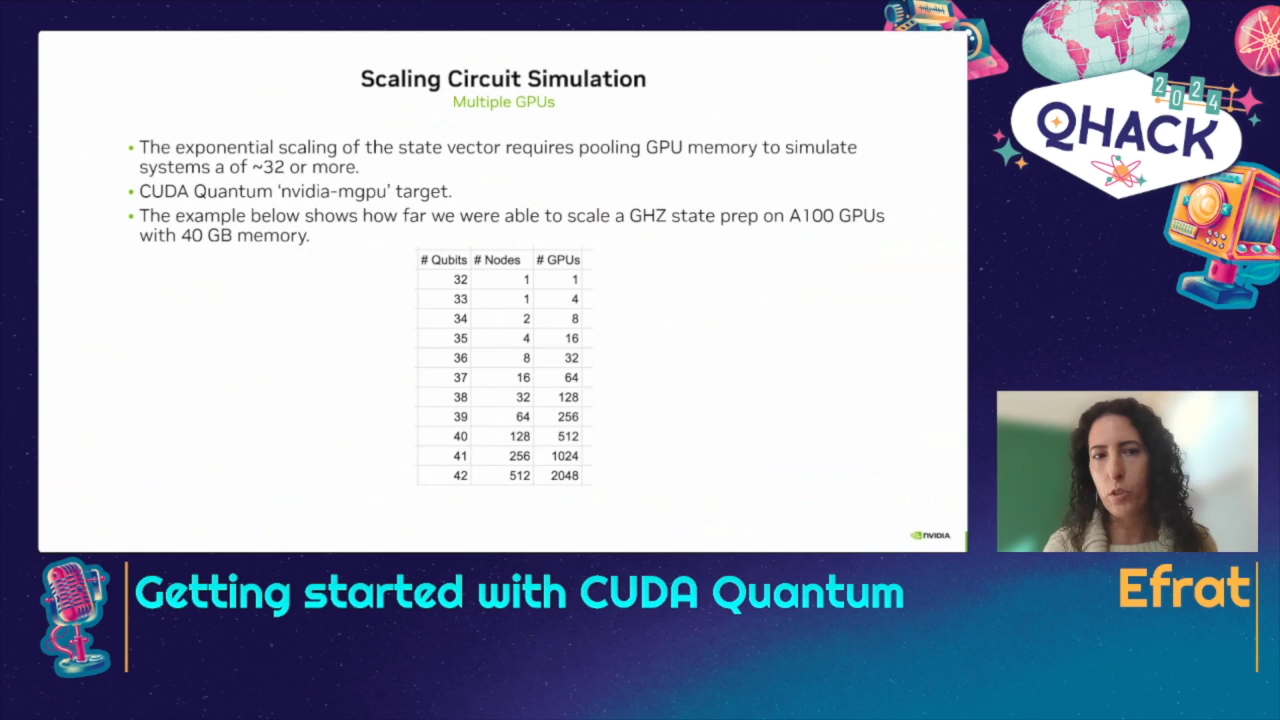 Scaling Circuit Simulation
Multiple GPUs
• The exponential scaling of the state vector requires pooling GPU memory to simulate
systems a of ~32 or more.
• CUDA Quantum ‘nvidia-mgpu’ target.
• The example below shows how far we were able to scale a GHZ state prep on A100 GPUs
with 40 GB memory.
# Qubits # Nodes # GPUs
32 1 1
33 1 4
34 2 8
35 4 16
36 8 32
37 16 64
38 32 128
39 64 256
40 128 512
41 256 1024
42 512 2048
NVIDIA
2024
QHACK
Getting started with CUDA Quantum
Efrat